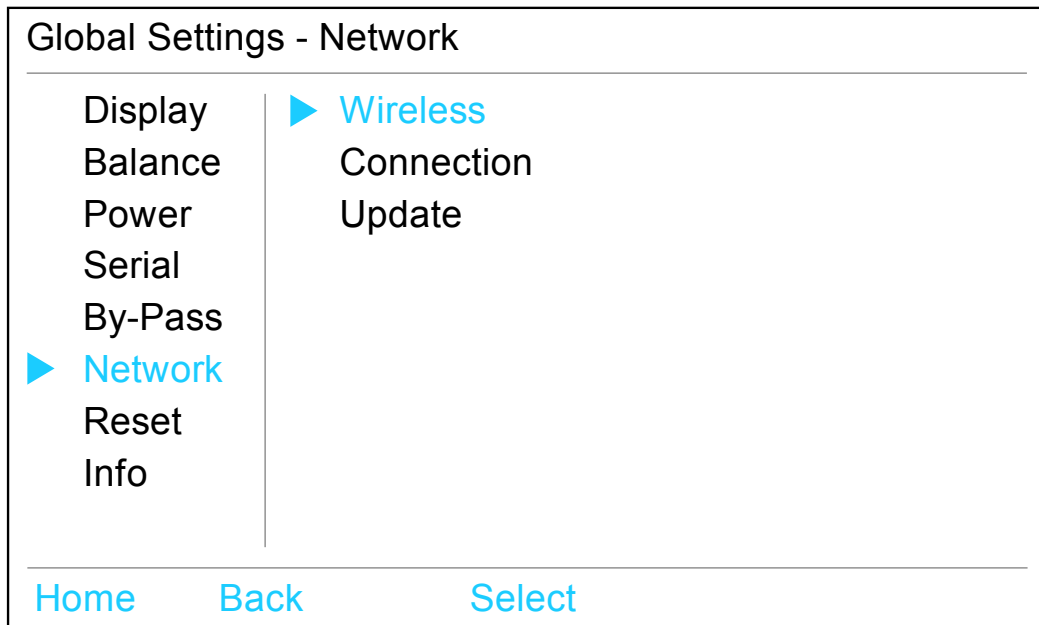 Global Settings - Network
Display
Balance
Power
Serial
By-Pass
Network
Reset
Info
Wireless
Connection
Update
Home Back Select